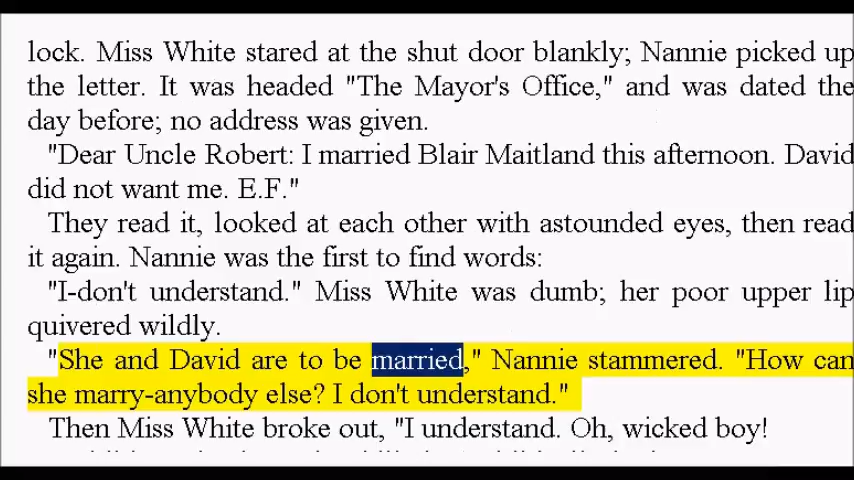 lock. Miss White stared at the shut door blankly; Nannie picked up
the letter. It was headed "The Mayor's Office," and was dated the
day before; no address was given.
"Dear Uncle Robert: I married Blair Maitland this afternoon. David
did not want me. E.F."
They read it, looked at each other with astounded eyes, then read
it again. Nannie was the first to find words:
"I-don't understand." Miss White was dumb; her poor upper lip
quivered wildly.
"She and David are to be married," Nannie stammered. "How can
she marry-anybody else? I don't understand."
Then Miss White broke out, "I understand. Oh, wicked boy!